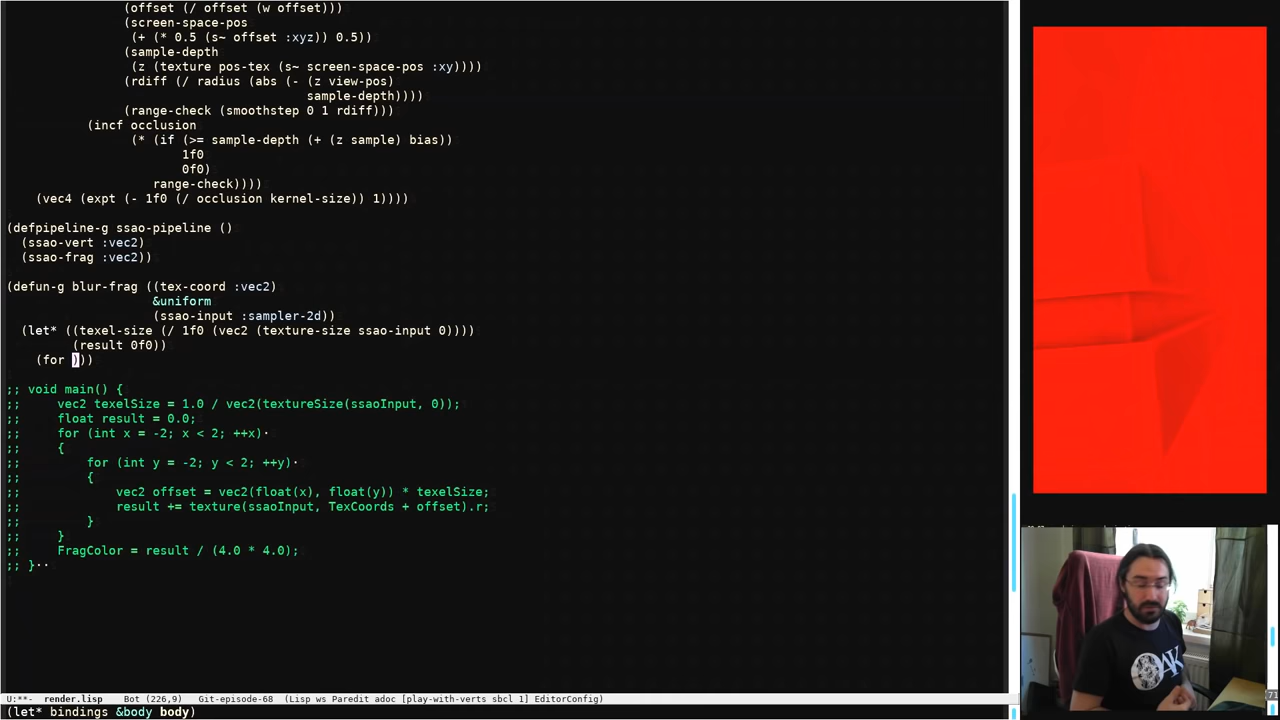 (offset (/ offset (w offset)))
(screen-space-pos
(+ (* 0.5 (s~ offset :xyz)) 0.5))
(sample-depth
(z (texture pos-tex (s~ screen-space-pos :xy))))
(rdiff (/ radius (abs (- (z view-pos)
sample-depth))))
(range-check (smoothstep 0 1 rdiff)))
(incf occlusion
(* (if (>= sample-depth (+ (z sample) bias))
1f0
0f0)
range-check))))
(vec4 (expt (- 1f0 (/ occlusion kernel-size)) 1))))
(defpipeline-g ssao-pipeline ()
(ssao-vert :vec2)
(ssao-frag :vec2))
(defun-g blur-frag ((tex-coord :vec2)
&uniform
(ssao-input :sampler-2d))
(let* ((texel-size (/ 1f0 (vec2 (texture-size ssao-input 0))))
(result 0f0))
(for )))
;; void main() {
;;     vec2 texelSize = 1.0 / vec2(textureSize(ssaoInput, 0));
;;     float result = 0.0;
;;     for (int x = -2; x < 2; ++x)·
;;     {
;;         for (int y = -2; y < 2; ++y)·
;;         {
;;             vec2 offset = vec2(float(x), float(y)) * texelSize;
;;             result += texture(ssaoInput, TexCoords + offset).r;
;;         }
;;     }
;;     FragColor = result / (4.0 * 4.0);
;; }··
U:**-  render.lisp   Bot (226,9)   Git-episode-68  (Lisp ws Paredit adoc [play-with-verts sbcl 1] EditorConfig)
(let* bindings &body body)
71